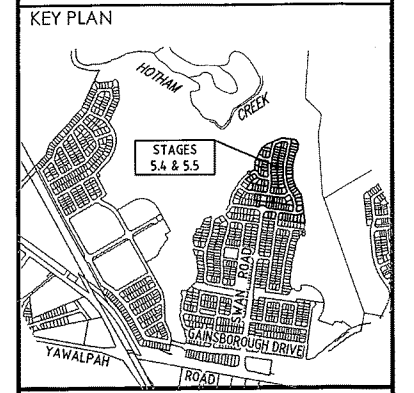 KEY PLAN
HOTHAM
CREEK
STAGES
5.4 & 5.5
SWAN ROAD
GAINSBOROUGH DRIVE
YAWALPAH
ROAD